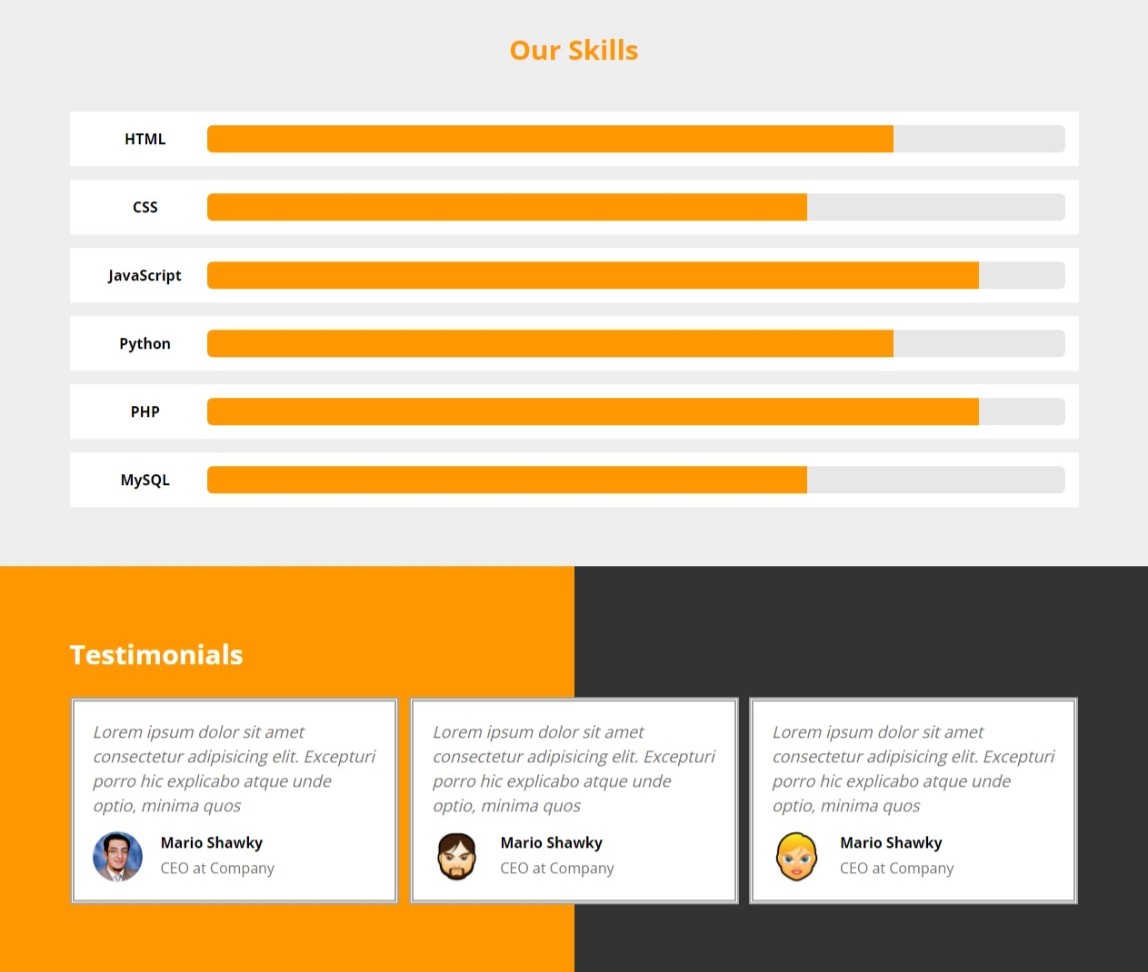 Our Skills
HTML
CSS
JavaScript
Python
PHP
MySQL
Testimonials
Lorem ipsum dolor sit amet
consectetur adipisicing elit. Excepturi
porro hic explicabo atque unde
optio, minima quos
Mario Shawky
CEO at Company
Lorem ipsum dolor sit amet
consectetur adipisicing elit. Excepturi
porro hic explicabo atque unde
optio, minima quos
Mario Shawky
CEO at Company
Lorem ipsum dolor sit amet
consectetur adipisicing elit. Excepturi
porro hic explicabo atque unde
optio, minima quos
Mario Shawky
CEO at Company